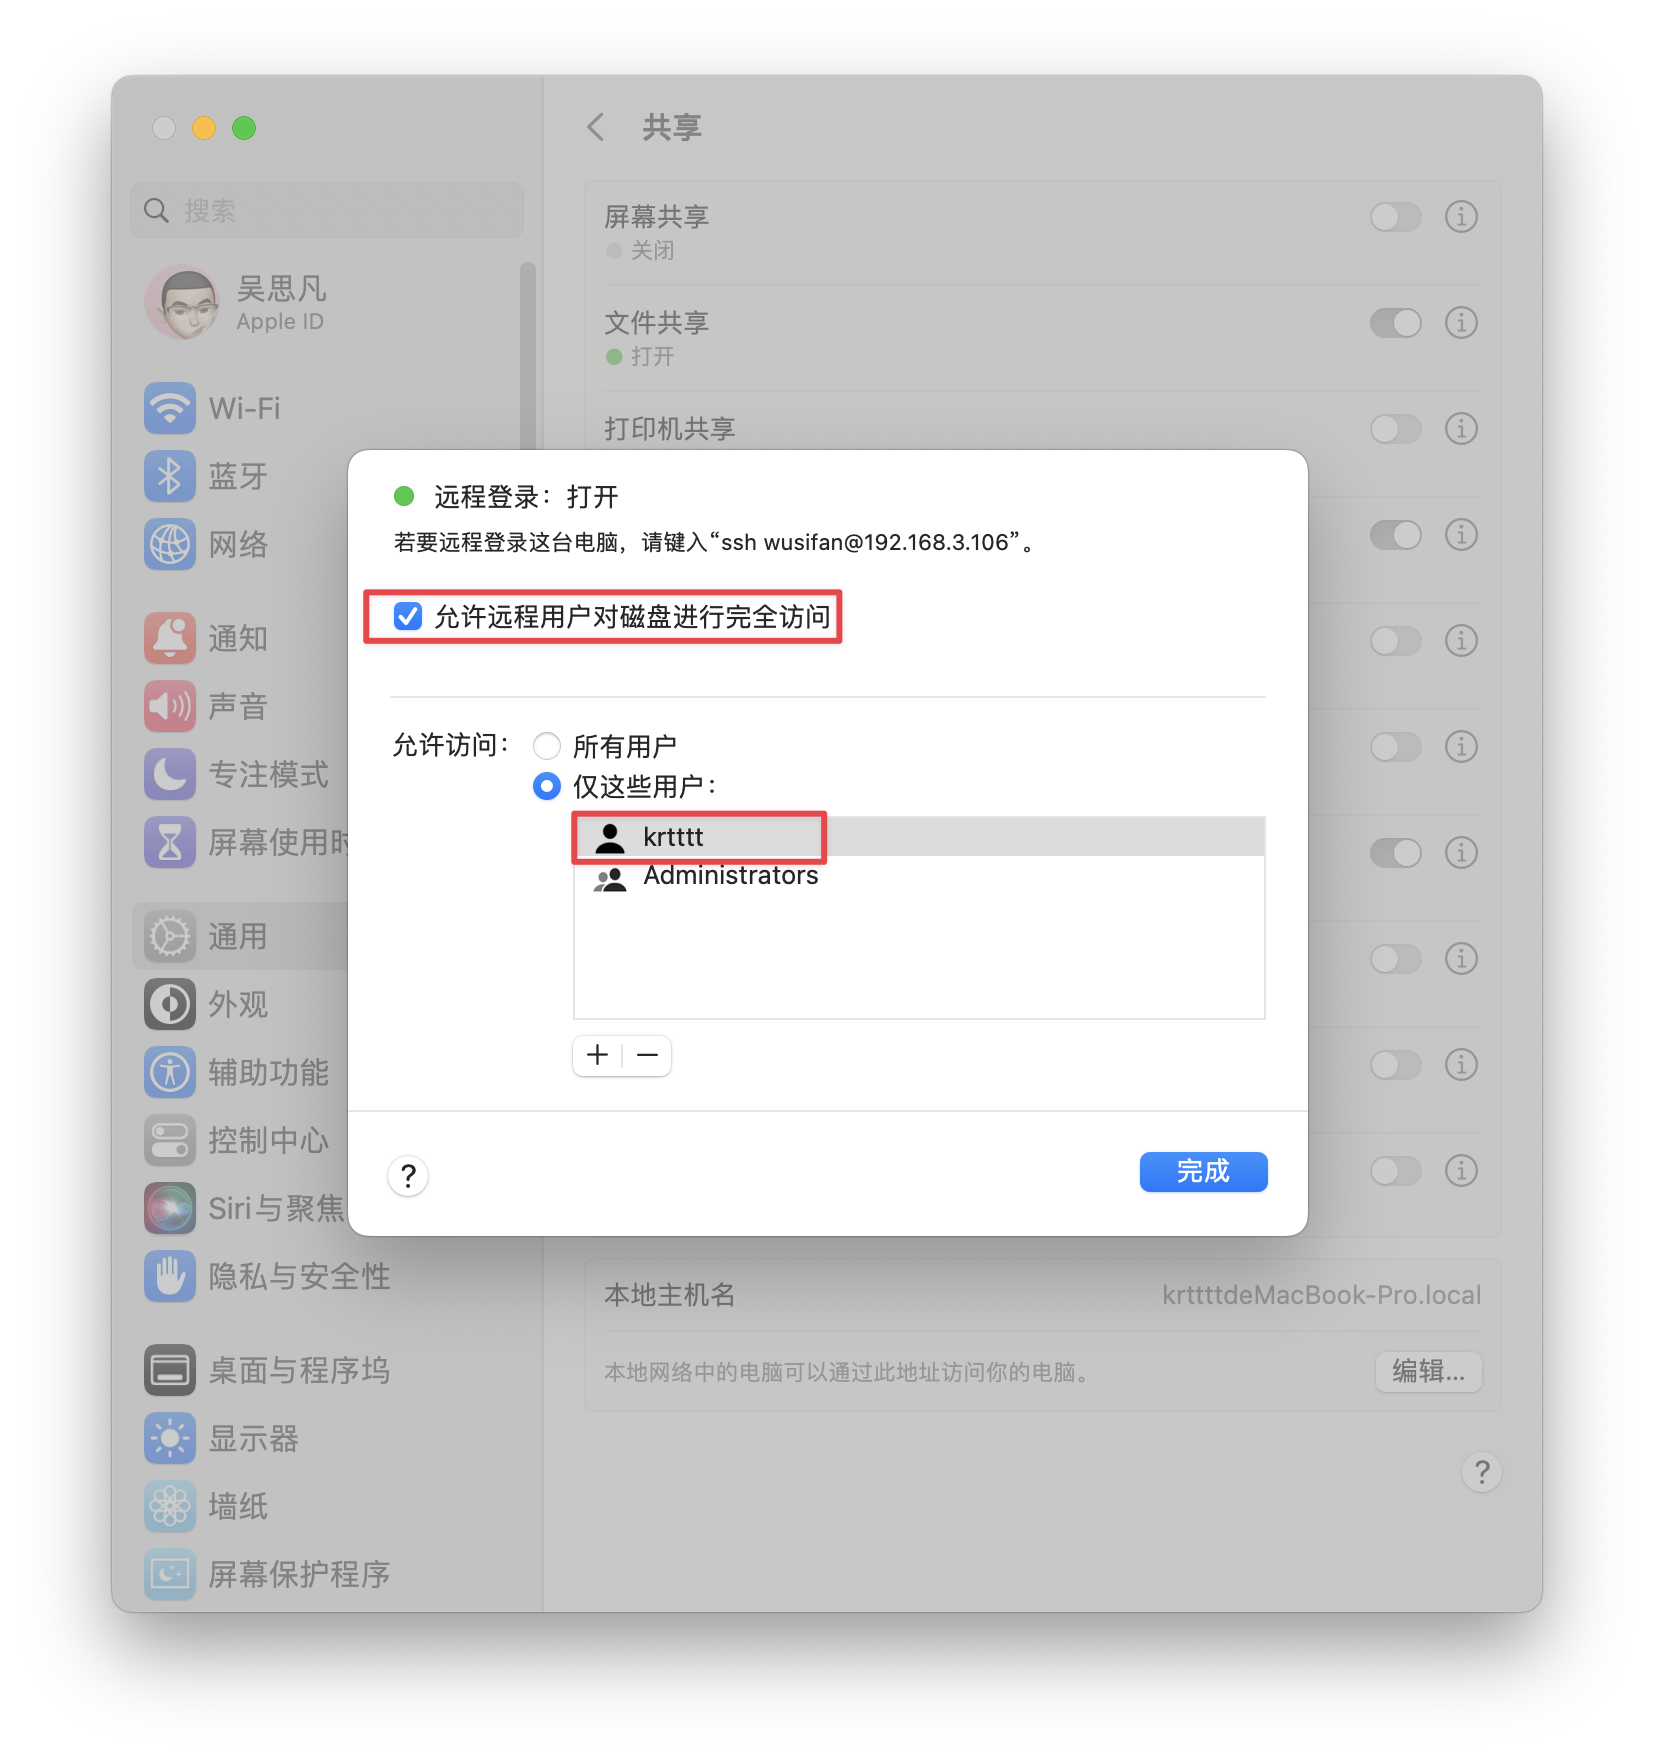 共享
搜索
吴思凡
Apple ID
Wi-Fi
蓝牙
网络
通知
声音
专注模式
屏幕使用时
通用
外观
辅助功能
控制中心
Siri与聚焦
隐私与安全性
桌面与程序坞
显示器
墙纸
屏幕保护程序
屏幕共享
关闭
文件共享
打开
打印机共享
远程登录：打开
若要远程登录这台电脑，请键入“ssh wusifan@192.168.3.106”。
允许远程用户对磁盘进行完全访问
允许访问：
所有用户
仅这些用户：
krtttt
Administrators
+ −
?
完成
本地主机名
krttttdeMacBook-Pro.local
本地网络中的电脑可以通过此地址访问你的电脑。
编辑...
?